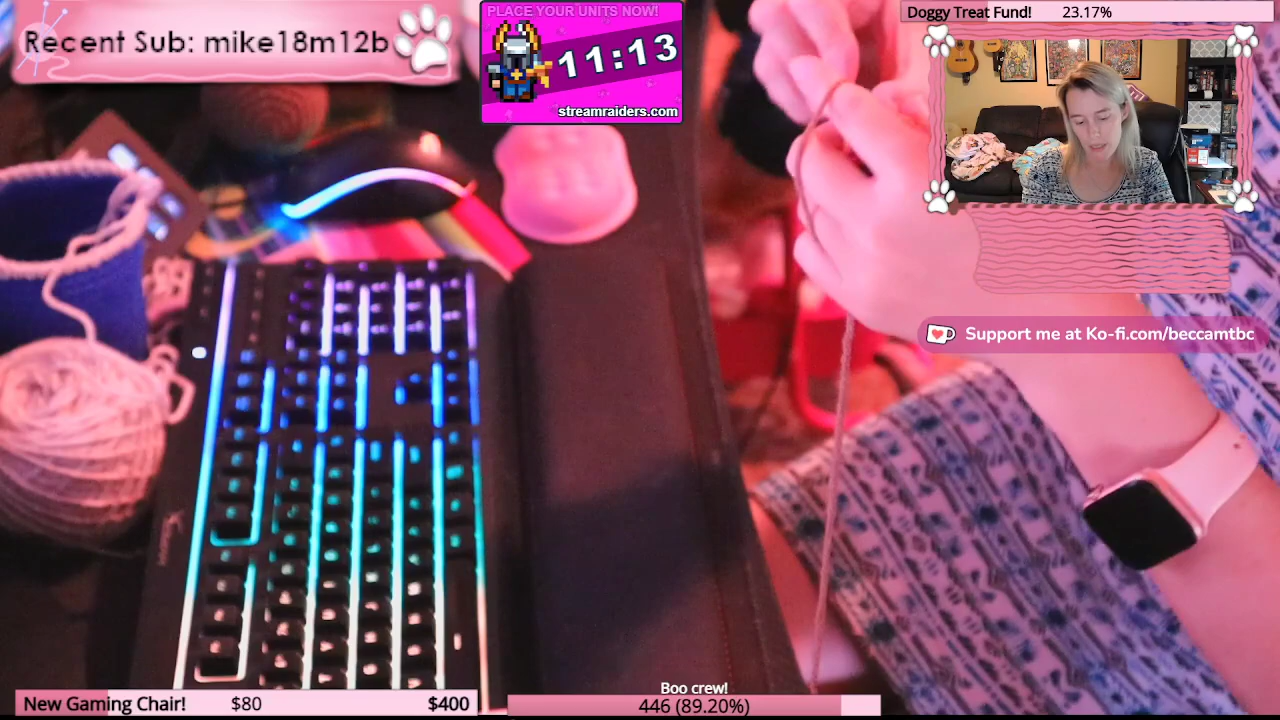 Recent Sub: mike18m12b
PLACE YOUR UNITS NOW!
11:13
streamraiders.com
Doggy Treat Fund! 23.17%
Support me at Ko-fi.com/beccamtbc
New Gaming Chair! $80 $400
Boo crew!
446 (89.20%)